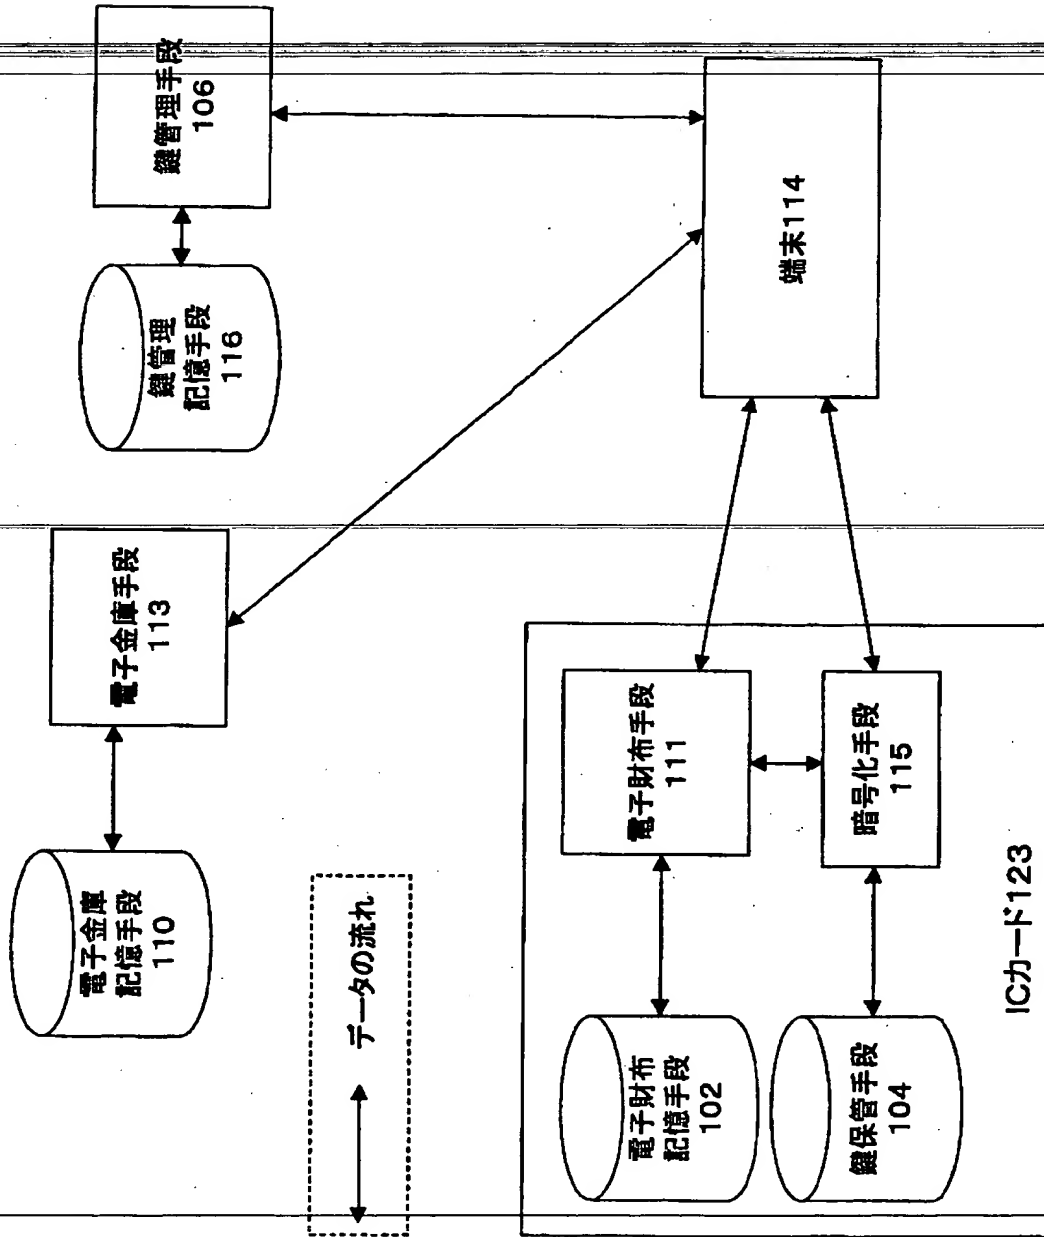 電子金庫
記憶手段
110
電子金庫手段
113
鍵管理
記憶手段
116
鍵管理手段
106
データの流れ
電子財布
記憶手段
102
電子財布手段
111
端末114
鍵保管手段
104
暗号化手段
115
ICカード123